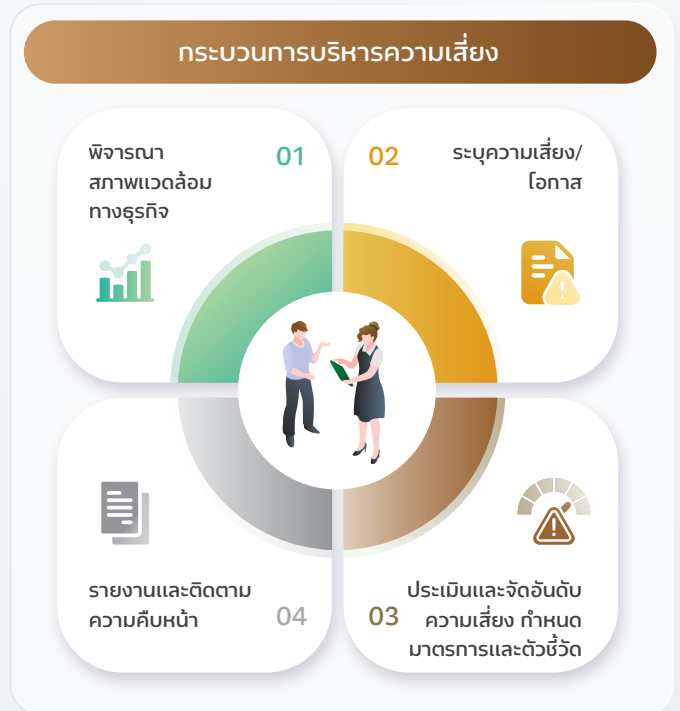 กระบวนการบริหารความเสี่ยง
พิจารณา
สภาพแวดล้อม
ทางธุรกิจ
01
02
ระบุความเสี่ยง/
โอกาส
03
ประเมินและจัดอันดับ
ความเสี่ยง กำหนด
มาตรการและตัวชี้วัด
รายงานและติดตาม
ความคืบหน้า
04